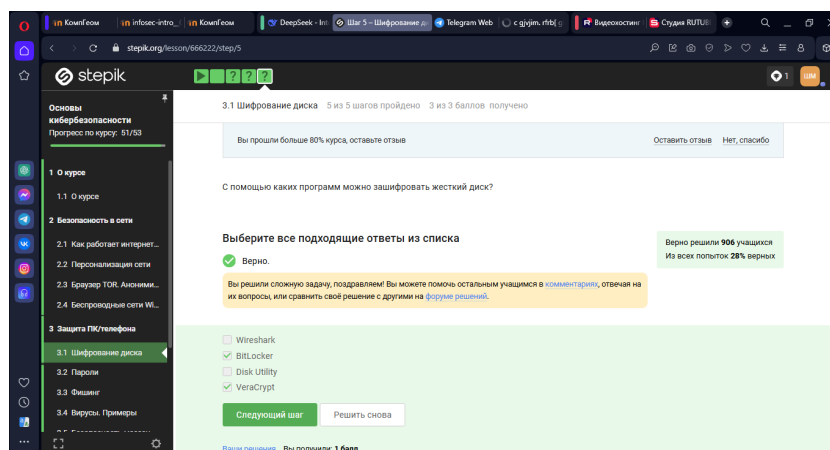 КомпГеом
infosec-intro_
КомпГеом
DeepSeek - Int
Шаг 5 – Шифрование ди
Telegram Web
c gjvjim. rfrb[ o
Видеохостинг
Студия RUTUB
stepik.org/lesson/666222/step/5
stepik
? ? ?
1
ШМ
Основы
кибербезопасности
Прогресс по курсу: 51/53
3.1 Шифрование диска 5 из 5 шагов пройдено 3 из 3 баллов получено
Вы прошли больше 80% курса, оставьте отзыв
Оставить отзыв Нет, спасибо
1 О курсе
1.1 О курсе
2 Безопасность в сети
2.1 Как работает интернет...
2.2 Персонализация сети
2.3 Браузер TOR. Аноними...
2.4 Беспроводные сети Wi...
3 Защита ПК/телефона
3.1 Шифрование диска
3.2 Пароли
3.3 Фишинг
3.4 Вирусы. Примеры
С помощью каких программ можно зашифровать жесткий диск?
Выберите все подходящие ответы из списка
Верно.
Верно решили 906 учащихся
Из всех попыток 28% верных
Вы решили сложную задачу, поздравляем! Вы можете помочь остальным учащимся в комментариях, отвечая на
их вопросы, или сравнить своё решение с другими на форуме решений.
Wireshark
BitLocker
Disk Utility
VeraCrypt
Следующий шаг
Решить снова
Ваши решения Вы получили: 1 балл